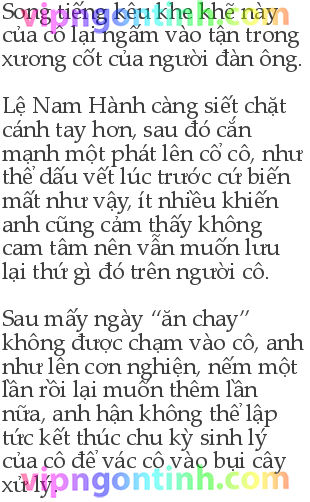 Song tiếng kêu khe khẽ này
của cô lại ngấm vào tận trong
xương cốt của người đàn ông.
Lệ Nam Hành càng siết chặt
cánh tay hơn, sau đó cắn
mạnh một phát lên cổ cô, như
thể dấu vết lúc trước cứ biến
mất như vậy, ít nhiều khiến
anh cũng cảm thấy không
cam tâm nên vẫn muốn lưu
lại thứ gì đó trên người cô.
Sau mấy ngày “ăn chay”
không được chạm vào cô, anh
như lên cơn nghiện, nếm một
lần rồi lại muốn thêm lần
nữa, anh hận không thể lập
tức kết thúc chu kỳ sinh lý
của cô để vác cô vào bụi cây
xử lý.
vipngontinh.com
vipngontinh.com